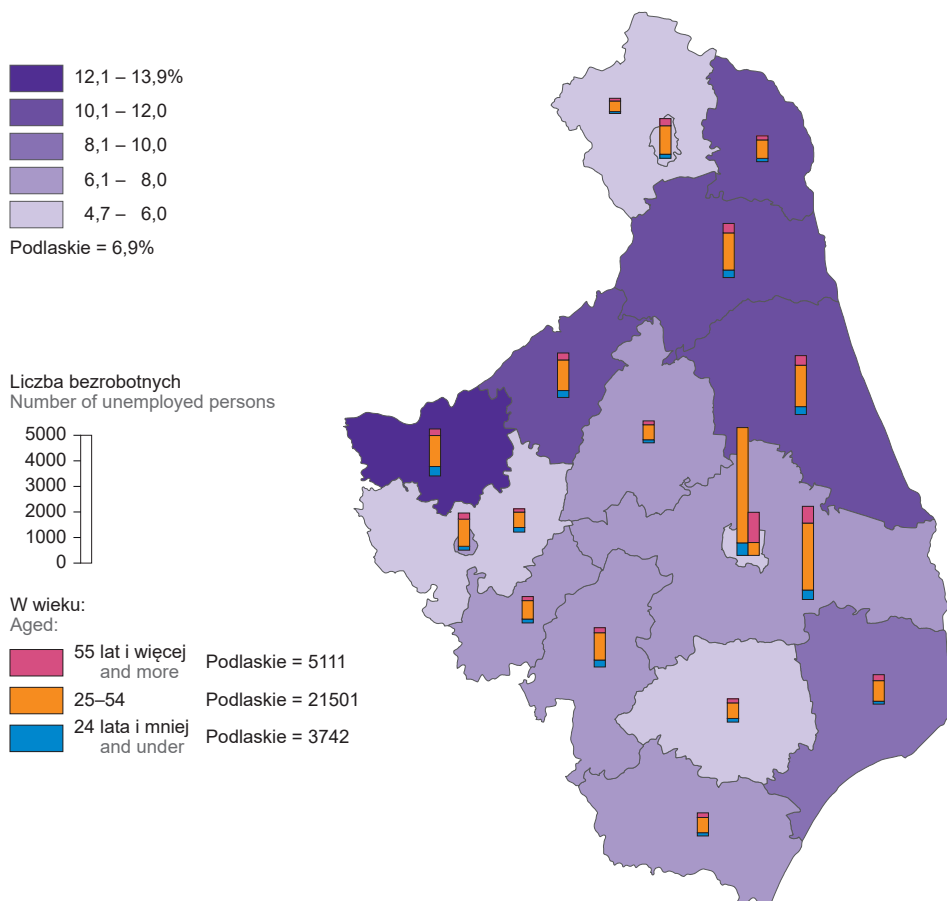 12,1 – 13,9%
10,1 – 12,0
8,1 – 10,0
6,1 – 8,0
4,7 – 6,0
Podlaskie = 6,9%
Liczba bezrobotnych
Number of unemployed persons
5000
4000
3000
2000
1000
0
W wieku:
Aged:
55 lat i więcej Podlaskie = 5111
and more
25–54 Podlaskie = 21501
24 lata i mniej Podlaskie = 3742
and under